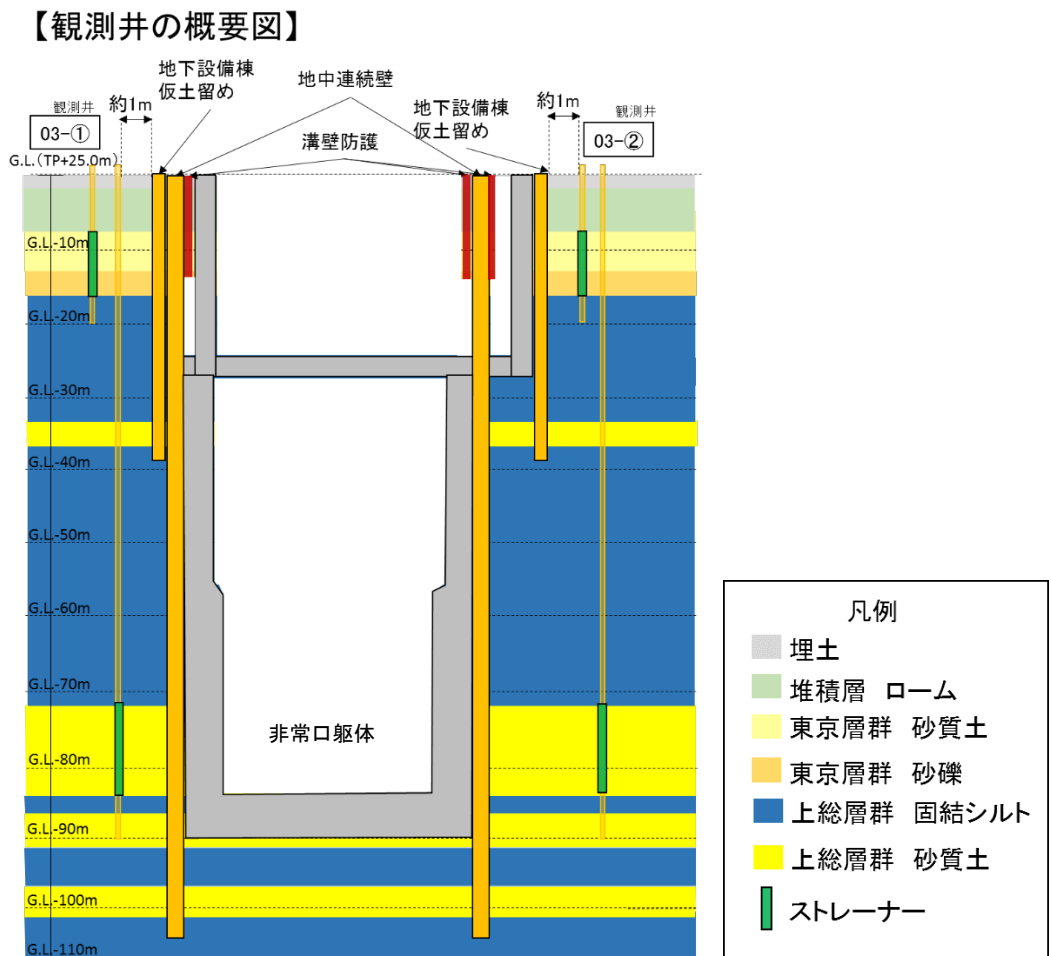 【観測井の概要図】
地下設備棟
仮土留め
地中連続壁
地下設備棟
仮土留め
観測井
約1m
約1m
観測井
03-①
溝壁防護
03-②
G.L.(TP+25.0m)
G.L.-10m
G.L.-20m
G.L.-30m
G.L.-40m
G.L.-50m
G.L.-60m
G.L.-70m
非常口躯体
G.L.-80m
G.L.-90m
G.L.-100m
G.L.-110m
凡例
埋土
堆積層 ローム
東京層群 砂質土
東京層群 砂礫
上総層群 固結シルト
上総層群 砂質土
ストレーナー